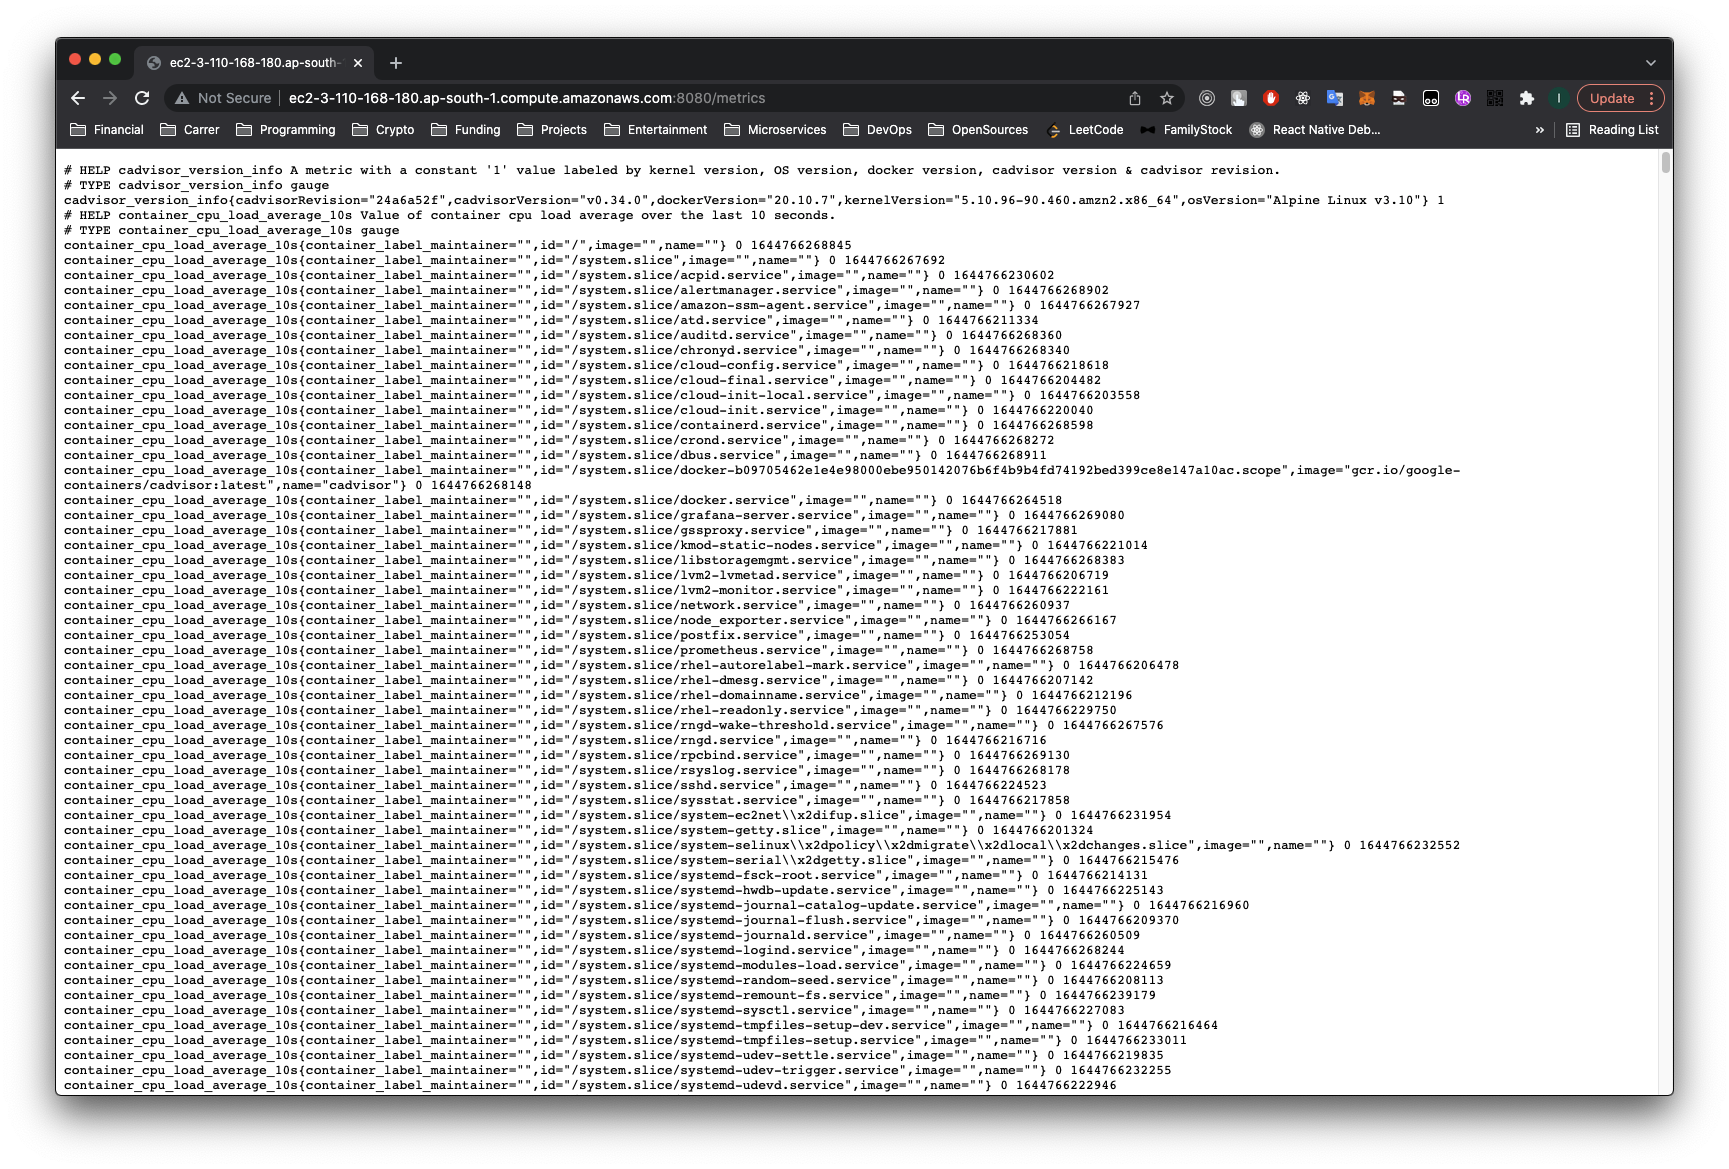 ec2-3-110-168-180.ap-south-
Not Secure ec2-3-110-168-180.ap-south-1.compute.amazonaws.com:8080/metrics I Update
Financial Carrer Programming Crypto Funding Projects Entertainment Microservices DevOps OpenSources LeetCode FamilyStock React Native Deb... » Reading List
# HELP cadvisor_version_info A metric with a constant '1' value labeled by kernel version, OS version, docker version, cadvisor version & cadvisor revision.
# TYPE cadvisor_version_info gauge
cadvisor_version_info{cadvisorRevision="24a6a52f",cadvisorVersion="v0.34.0",dockerVersion="20.10.7",kernelVersion="5.10.96-90.460.amzn2.x86_64",osVersion="Alpine Linux v3.10"} 1
# HELP container_cpu_load_average_10s Value of container cpu load average over the last 10 seconds.
# TYPE container_cpu_load_average_10s gauge
container_cpu_load_average_10s{container_label_maintainer="",id="/",image="",name=""} 0 1644766268845
container_cpu_load_average_10s{container_label_maintainer="",id="/system.slice",image="",name=""} 0 1644766267692
container_cpu_load_average_10s{container_label_maintainer="",id="/system.slice/acpid.service",image="",name=""} 0 1644766230602
container_cpu_load_average_10s{container_label_maintainer="",id="/system.slice/alertmanager.service",image="",name=""} 0 1644766268902
container_cpu_load_average_10s{container_label_maintainer="",id="/system.slice/amazon-ssm-agent.service",image="",name=""} 0 1644766267927
container_cpu_load_average_10s{container_label_maintainer="",id="/system.slice/atd.service",image="",name=""} 0 1644766211334
container_cpu_load_average_10s{container_label_maintainer="",id="/system.slice/auditd.service",image="",name=""} 0 1644766268360
container_cpu_load_average_10s{container_label_maintainer="",id="/system.slice/chronyd.service",image="",name=""} 0 1644766268340
container_cpu_load_average_10s{container_label_maintainer="",id="/system.slice/cloud-config.service",image="",name=""} 0 1644766218618
container_cpu_load_average_10s{container_label_maintainer="",id="/system.slice/cloud-final.service",image="",name=""} 0 1644766204482
container_cpu_load_average_10s{container_label_maintainer="",id="/system.slice/cloud-init-local.service",image="",name=""} 0 1644766203558
container_cpu_load_average_10s{container_label_maintainer="",id="/system.slice/cloud-init.service",image="",name=""} 0 1644766220040
container_cpu_load_average_10s{container_label_maintainer="",id="/system.slice/containerd.service",image="",name=""} 0 1644766268598
container_cpu_load_average_10s{container_label_maintainer="",id="/system.slice/crond.service",image="",name=""} 0 1644766268272
container_cpu_load_average_10s{container_label_maintainer="",id="/system.slice/dbus.service",image="",name=""} 0 1644766268911
container_cpu_load_average_10s{container_label_maintainer="",id="/system.slice/docker-b09705462e1e4e98000ebe950142076b6f4b9b4fd74192bed399ce8e147a10ac.scope",image="gcr.io/google-
containers/cadvisor:latest",name="cadvisor"} 0 1644766268148
container_cpu_load_average_10s{container_label_maintainer="",id="/system.slice/docker.service",image="",name=""} 0 1644766264518
container_cpu_load_average_10s{container_label_maintainer="",id="/system.slice/grafana-server.service",image="",name=""} 0 1644766269080
container_cpu_load_average_10s{container_label_maintainer="",id="/system.slice/gssproxy.service",image="",name=""} 0 1644766217881
container_cpu_load_average_10s{container_label_maintainer="",id="/system.slice/kmod-static-nodes.service",image="",name=""} 0 1644766221014
container_cpu_load_average_10s{container_label_maintainer="",id="/system.slice/libstoragemgmt.service",image="",name=""} 0 1644766268383
container_cpu_load_average_10s{container_label_maintainer="",id="/system.slice/lvm2-lvmetad.service",image="",name=""} 0 1644766206719
container_cpu_load_average_10s{container_label_maintainer="",id="/system.slice/lvm2-monitor.service",image="",name=""} 0 1644766222161
container_cpu_load_average_10s{container_label_maintainer="",id="/system.slice/network.service",image="",name=""} 0 1644766260937
container_cpu_load_average_10s{container_label_maintainer="",id="/system.slice/node_exporter.service",image="",name=""} 0 1644766266167
container_cpu_load_average_10s{container_label_maintainer="",id="/system.slice/postfix.service",image="",name=""} 0 1644766253054
container_cpu_load_average_10s{container_label_maintainer="",id="/system.slice/prometheus.service",image="",name=""} 0 1644766268758
container_cpu_load_average_10s{container_label_maintainer="",id="/system.slice/rhel-autorelabel-mark.service",image="",name=""} 0 1644766206478
container_cpu_load_average_10s{container_label_maintainer="",id="/system.slice/rhel-dmesg.service",image="",name=""} 0 1644766207142
container_cpu_load_average_10s{container_label_maintainer="",id="/system.slice/rhel-domainname.service",image="",name=""} 0 1644766212196
container_cpu_load_average_10s{container_label_maintainer="",id="/system.slice/rhel-readonly.service",image="",name=""} 0 1644766229750
container_cpu_load_average_10s{container_label_maintainer="",id="/system.slice/rngd-wake-threshold.service",image="",name=""} 0 1644766267576
container_cpu_load_average_10s{container_label_maintainer="",id="/system.slice/rngd.service",image="",name=""} 0 1644766216716
container_cpu_load_average_10s{container_label_maintainer="",id="/system.slice/rpcbind.service",image="",name=""} 0 1644766269130
container_cpu_load_average_10s{container_label_maintainer="",id="/system.slice/rsyslog.service",image="",name=""} 0 1644766268178
container_cpu_load_average_10s{container_label_maintainer="",id="/system.slice/sshd.service",image="",name=""} 0 1644766224523
container_cpu_load_average_10s{container_label_maintainer="",id="/system.slice/sysstat.service",image="",name=""} 0 1644766217858
container_cpu_load_average_10s{container_label_maintainer="",id="/system.slice/system-ec2net\\x2difup.slice",image="",name=""} 0 1644766231954
container_cpu_load_average_10s{container_label_maintainer="",id="/system.slice/system-getty.slice",image="",name=""} 0 1644766201324
container_cpu_load_average_10s{container_label_maintainer="",id="/system.slice/system-selinux\\x2dpolicy\\x2dmigrate\\x2dlocal\\x2dchanges.slice",image="",name=""} 0 1644766232552
container_cpu_load_average_10s{container_label_maintainer="",id="/system.slice/system-serial\\x2dgetty.slice",image="",name=""} 0 1644766215476
container_cpu_load_average_10s{container_label_maintainer="",id="/system.slice/systemd-fsck-root.service",image="",name=""} 0 1644766214131
container_cpu_load_average_10s{container_label_maintainer="",id="/system.slice/systemd-hwdb-update.service",image="",name=""} 0 1644766225143
container_cpu_load_average_10s{container_label_maintainer="",id="/system.slice/systemd-journal-catalog-update.service",image="",name=""} 0 1644766216960
container_cpu_load_average_10s{container_label_maintainer="",id="/system.slice/systemd-journal-flush.service",image="",name=""} 0 1644766209370
container_cpu_load_average_10s{container_label_maintainer="",id="/system.slice/systemd-journald.service",image="",name=""} 0 1644766260509
container_cpu_load_average_10s{container_label_maintainer="",id="/system.slice/systemd-logind.service",image="",name=""} 0 1644766268244
container_cpu_load_average_10s{container_label_maintainer="",id="/system.slice/systemd-modules-load.service",image="",name=""} 0 1644766224659
container_cpu_load_average_10s{container_label_maintainer="",id="/system.slice/systemd-random-seed.service",image="",name=""} 0 1644766208113
container_cpu_load_average_10s{container_label_maintainer="",id="/system.slice/systemd-remount-fs.service",image="",name=""} 0 1644766239179
container_cpu_load_average_10s{container_label_maintainer="",id="/system.slice/systemd-sysctl.service",image="",name=""} 0 1644766227083
container_cpu_load_average_10s{container_label_maintainer="",id="/system.slice/systemd-tmpfiles-setup-dev.service",image="",name=""} 0 1644766216464
container_cpu_load_average_10s{container_label_maintainer="",id="/system.slice/systemd-tmpfiles-setup.service",image="",name=""} 0 1644766233011
container_cpu_load_average_10s{container_label_maintainer="",id="/system.slice/systemd-udev-settle.service",image="",name=""} 0 1644766219835
container_cpu_load_average_10s{container_label_maintainer="",id="/system.slice/systemd-udev-trigger.service",image="",name=""} 0 1644766232255
container_cpu_load_average_10s{container_label_maintainer="",id="/system.slice/systemd-udevd.service",image="",name=""} 0 1644766222946